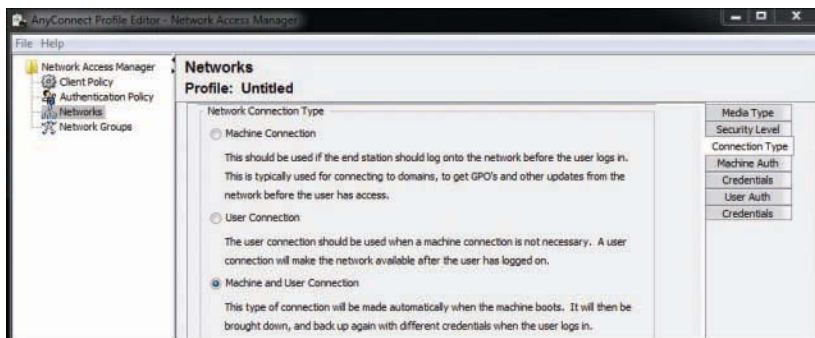 AnyConnect Profile Editor - Network Access Manager
File Help
Network Access Manager
Client Policy
Authentication Policy
Networks
Network Groups
Networks
Profile: Untitled
Network Connection Type
Machine Connection
This should be used if the end station should log onto the network before the user logs in.
This is typically used for connecting to domains, to get GPO's and other updates from the
network before the user has access.
User Connection
The user connection should be used when a machine connection is not necessary. A user
connection will make the network available after the user has logged on.
Machine and User Connection
This type of connection will be made automatically when the machine boots. It will then be
brought down, and back up again with different credentials when the user logs in.
Media Type
Security Level
Connection Type
Machine Auth
Credentials
User Auth
Credentials